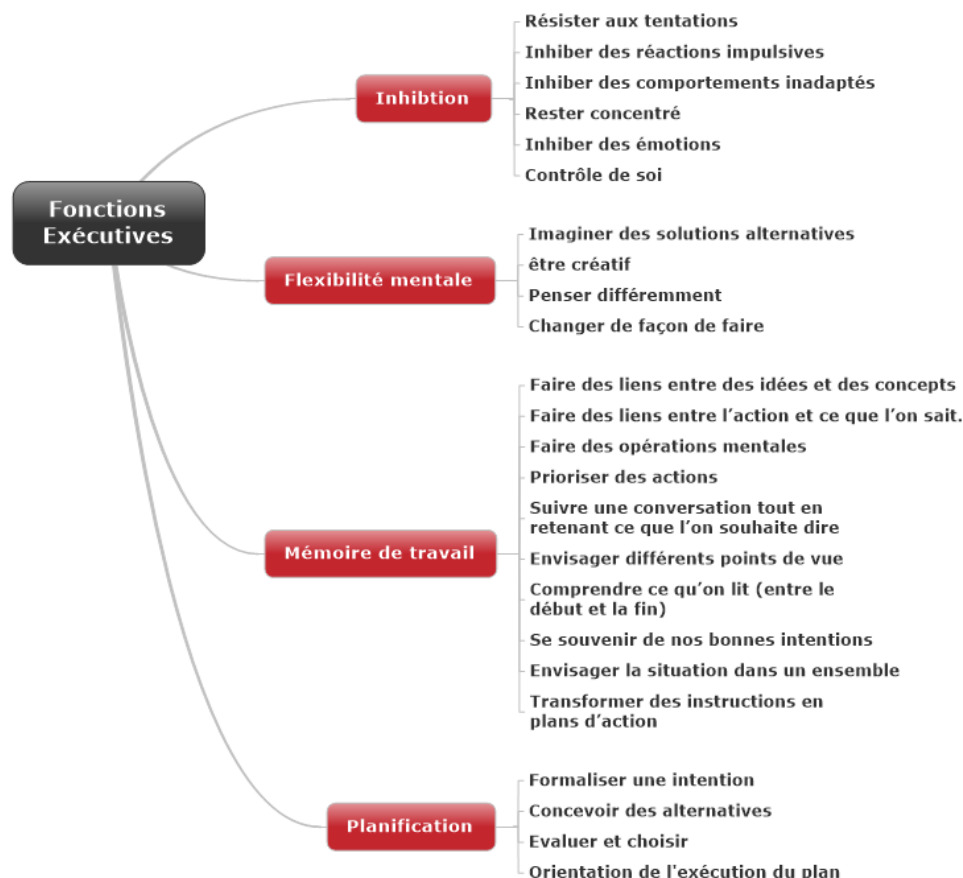 Fonctions
Exécutives
Inhibtion
Résister aux tentations
Inhiber des réactions impulsives
Inhiber des comportements inadaptés
Rester concentré
Inhiber des émotions
Contrôle de soi
Flexibilité mentale
Imaginer des solutions alternatives
être créatif
Penser différemment
Changer de façon de faire
Mémoire de travail
Faire des liens entre des idées et des concepts
Faire des liens entre l’action et ce que l’on sait.
Faire des opérations mentales
Prioriser des actions
Suivre une conversation tout en
retenant ce que l’on souhaite dire
Envisager différents points de vue
Comprendre ce qu’on lit (entre le
début et la fin)
Se souvenir de nos bonnes intentions
Envisager la situation dans un ensemble
Transformer des instructions en
plans d’action
Planification
Formaliser une intention
Concevoir des alternatives
Evaluer et choisir
Orientation de l'exécution du plan